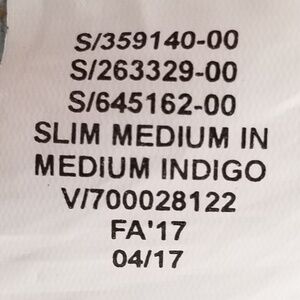 S/359140-00
S/263329-00
S/645162-00
SLIM MEDIUM IN
MEDIUM INDIGO
V/700028122
FA'17
04/17